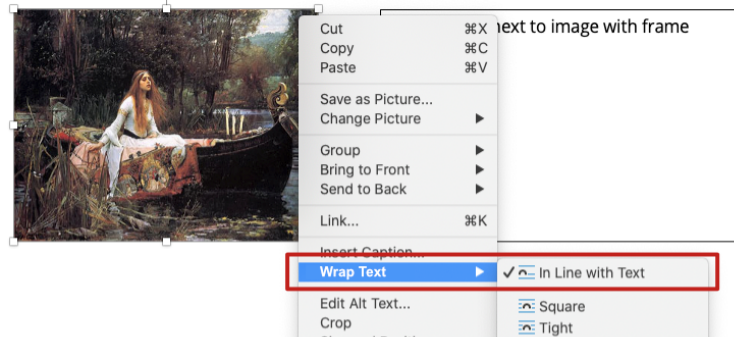 next to image with frame
Cut ⌘X
Copy ⌘C
Paste ⌘V
Save as Picture...
Change Picture
Group
Bring to Front
Send to Back
Link... ⌘K
Insert Caption...
Wrap Text
In Line with Text
Edit Alt Text...
Square
Crop
Tight